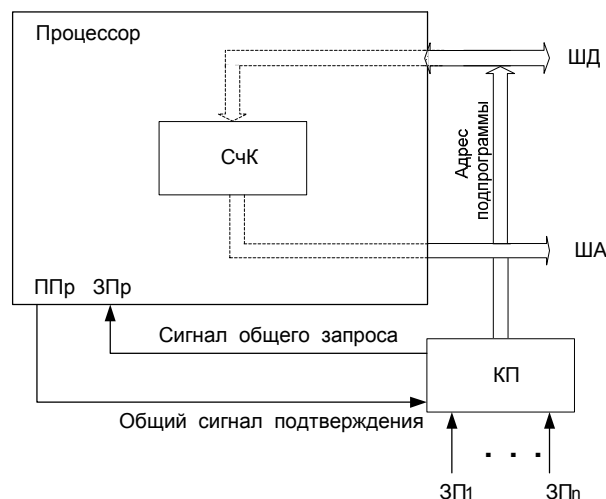 Процессор
ШД
СчК
Адрес
подпрограммы
ША
ППр ЗПр
Сигнал общего запроса
КП
Общий сигнал подтверждения
. . .
ЗП1 ЗПn